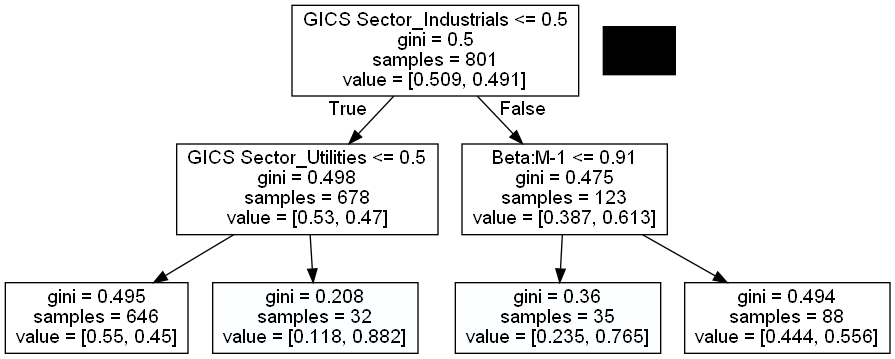 GICS Sector_Industrials <= 0.5
gini = 0.5
samples = 801
value = [0.509, 0.491]
True
False
GICS Sector_Utilities <= 0.5
gini = 0.498
samples = 678
value = [0.53, 0.47]
Beta:M-1 <= 0.91
gini = 0.475
samples = 123
value = [0.387, 0.613]
gini = 0.495
samples = 646
value = [0.55, 0.45]
gini = 0.208
samples = 32
value = [0.118, 0.882]
gini = 0.36
samples = 35
value = [0.235, 0.765]
gini = 0.494
samples = 88
value = [0.444, 0.556]